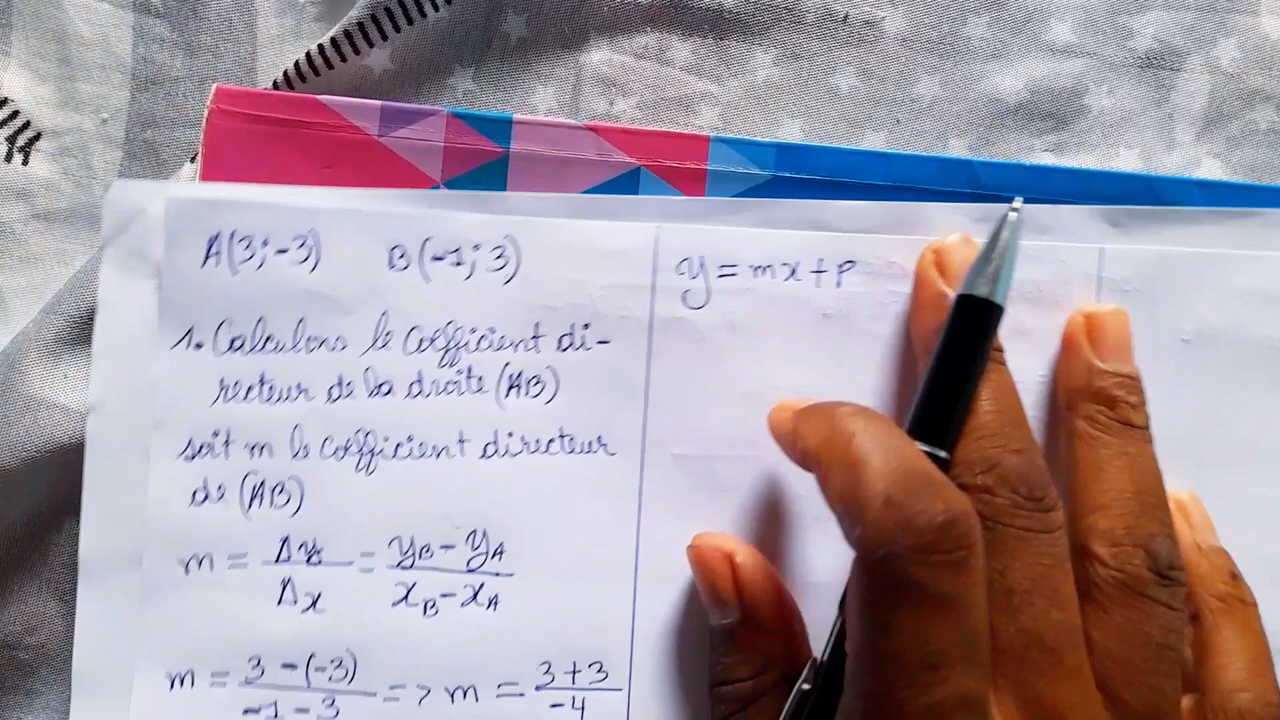 A(3;-3) B(-1;3)
1. Calculons le coefficient di-
recteur de la droite (AB)
soit m le coefficient directeur
de (AB)
m = Δy/Δx = yB - yA/xB - xA
m = 3 - (-3)/-1 - 3 => m = 3 + 3/-4
y = mx + p